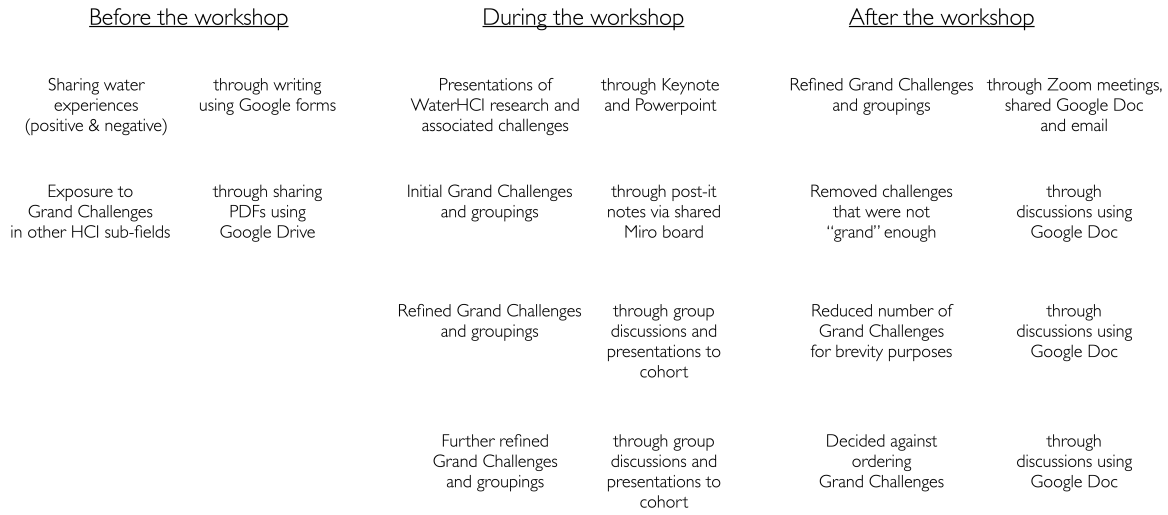 Before the workshop
Sharing water
experiences
(positive & negative)
through writing
using Google forms
Exposure to
Grand Challenges
in other HCI sub-fields
through sharing
PDFs using
Google Drive
During the workshop
Presentations of
WaterHCI research and
associated challenges
through Keynote
and Powerpoint
Initial Grand Challenges
and groupings
through post-it
notes via shared
Miro board
Refined Grand Challenges
and groupings
through group
discussions and
presentations to
cohort
Further refined
Grand Challenges
and groupings
through group
discussions and
presentations to
cohort
After the workshop
Refined Grand Challenges
and groupings
through Zoom meetings,
shared Google Doc
and email
Removed challenges
that were not
“grand” enough
through
discussions using
Google Doc
Reduced number of
Grand Challenges
for brevity purposes
through
discussions using
Google Doc
Decided against
ordering
Grand Challenges
through
discussions using
Google Doc